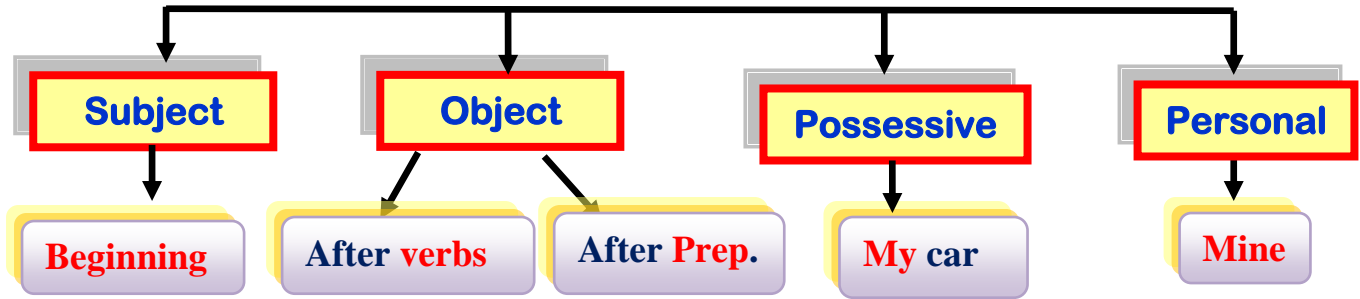 Subject
Object
Possessive
Personal
Beginning
After verbs
After Prep.
My car
Mine